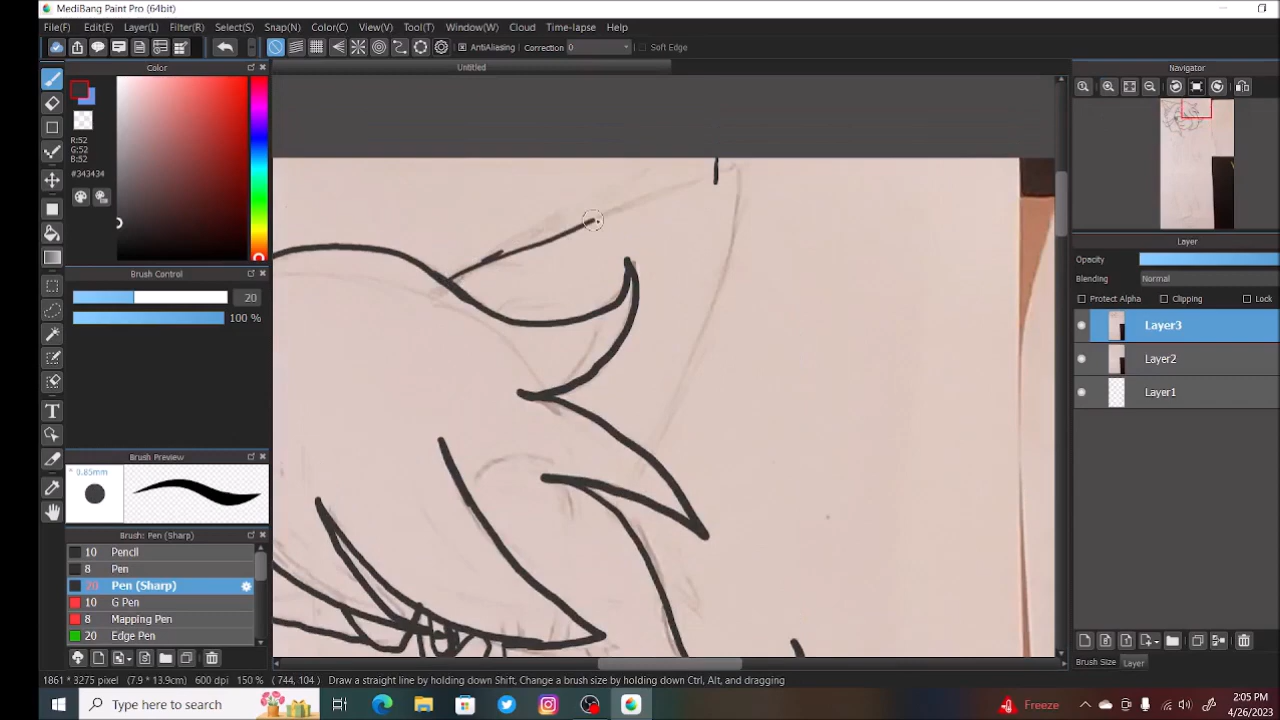 MediBang Paint Pro (64bit)
File(F) Edit(E) Layer(L) Filter(R) Select(S) Snap(N) Color(C) View(V) Tool(T) Window(W) Cloud Time-lapse Help
AntiAliasing Correction 0 Soft Edge
Color
Untitled
Navigator
R:52
G:52
B:52
#343434
Brush Control
20
100 %
Layer
Opacity
Blending Normal
Protect Alpha Clipping Lock
Layer3
Layer2
Layer1
Brush Preview
0.85mm
Brush: Pen (Sharp)
10 Pencil
8 Pen
20 Pen (Sharp)
10 G Pen
8 Mapping Pen
20 Edge Pen
Brush Size Layer
1861 * 3275 pixel (7.9 * 13.9cm) 600 dpi 150 % (744, 104) Draw a straight line by holding down Shift, Change a brush size by holding down Ctrl, Alt, and dragging
Type here to search
Freeze
2:05 PM
4/26/2023